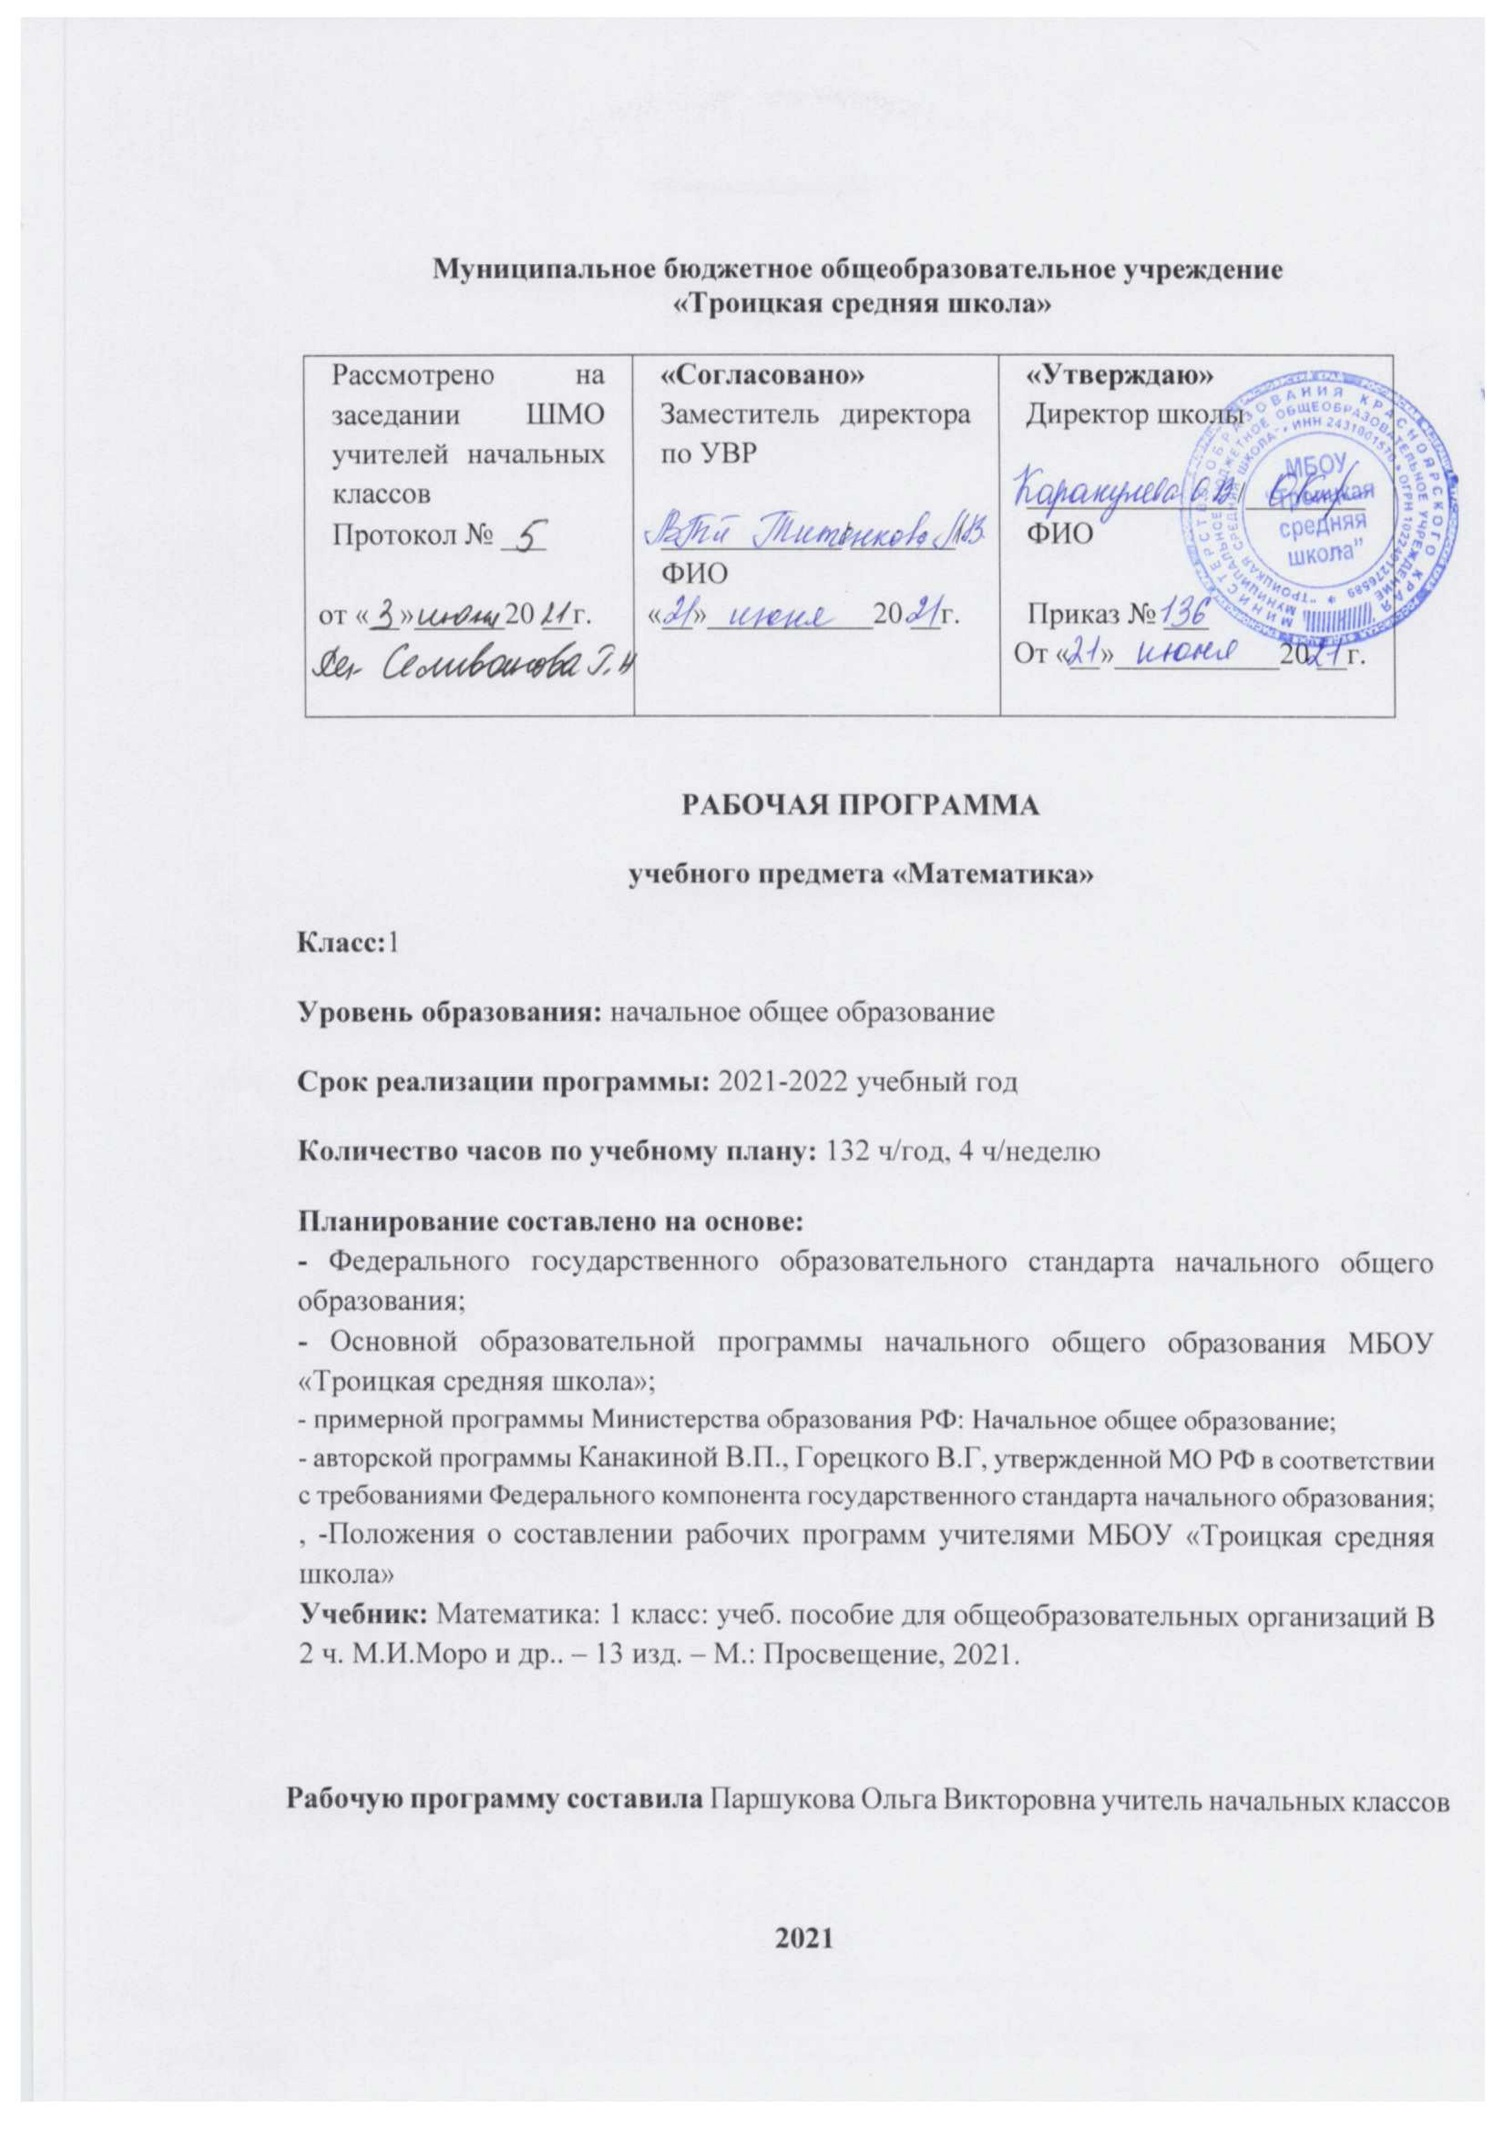 Муниципальное бюджетное общеобразовательное учреждение
«Троицкая средняя школа»
Рассмотрено на
заседании ШМО
учителей начальных
классов
Протокол № 5
от «3» июня 2021г.
Селиванова Г.Н
«Согласовано»
Заместитель директора
по УВР
Титенкова
ФИО
«21» июня 2021г.
«Утверждаю»
Директор школы
ФИО
Приказ № 136
От «21» июня 2021г.
МБОУ
"Троицкая
средняя
школа"
РАБОЧАЯ ПРОГРАММА
учебного предмета «Математика»
Класс:1
Уровень образования: начальное общее образование
Срок реализации программы: 2021-2022 учебный год
Количество часов по учебному плану: 132 ч/год, 4 ч/неделю
Планирование составлено на основе:
- Федерального государственного образовательного стандарта начального общего
образования;
- Основной образовательной программы начального общего образования МБОУ
«Троицкая средняя школа»;
- примерной программы Министерства образования РФ: Начальное общее образование;
- авторской программы Канакиной В.П., Горецкого В.Г, утвержденной МО РФ в соответствии
с требованиями Федерального компонента государственного стандарта начального образования;
, -Положения о составлении рабочих программ учителями МБОУ «Троицкая средняя
школа»
Учебник: Математика: 1 класс: учеб. пособие для общеобразовательных организаций В
2 ч. М.И.Моро и др.. – 13 изд. – М.: Просвещение, 2021.
Рабочую программу составила Паршукова Ольга Викторовна учитель начальных классов
2021